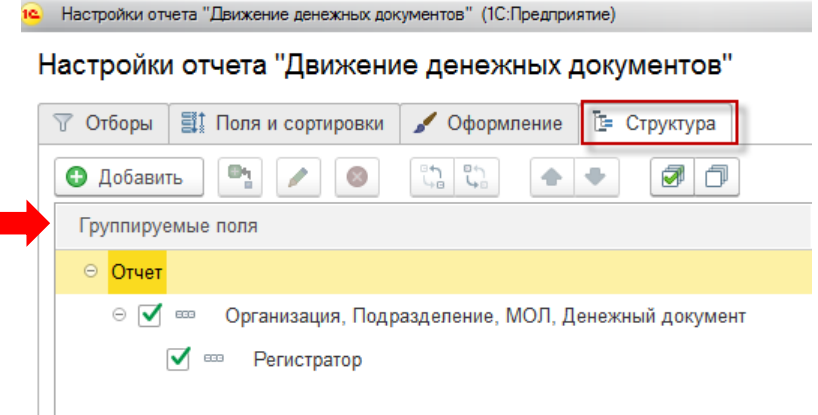 1С Настройки отчета "Движение денежных документов" (1С:Предприятие)
Настройки отчета "Движение денежных документов"
Отборы Поля и сортировки Оформление Структура
Добавить
Группируемые поля
Отчет
Организация, Подразделение, МОЛ, Денежный документ
Регистратор